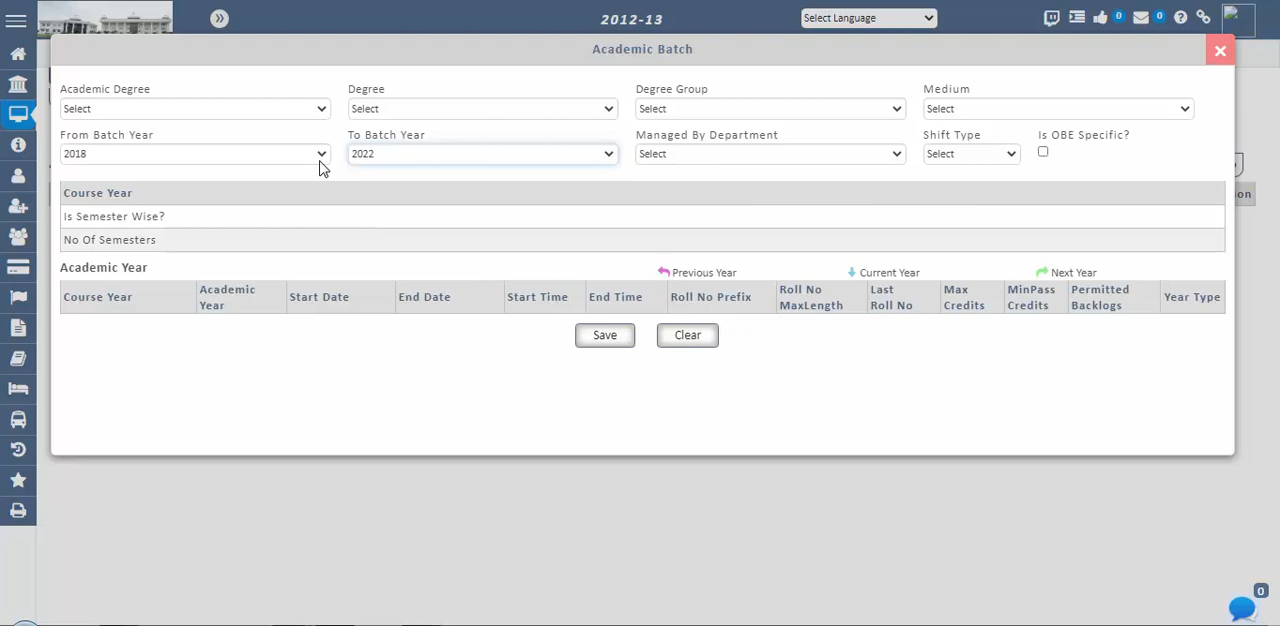 2012-13
Select Language
0
0
Academic Batch
Academic Degree Degree Degree Group Medium
Select Select Select Select
From Batch Year To Batch Year Managed By Department Shift Type Is OBE Specific?
2018 2022 Select Select
Course Year
Is Semester Wise?
No Of Semesters
Academic Year Previous Year Current Year Next Year
Course Year
Academic
Year
Start Date
End Date
Start Time
End Time
Roll No Prefix
Roll No
MaxLength
Last
Roll No
Max
Credits
MinPass
Credits
Permitted
Backlogs
Year Type
Save Clear
0